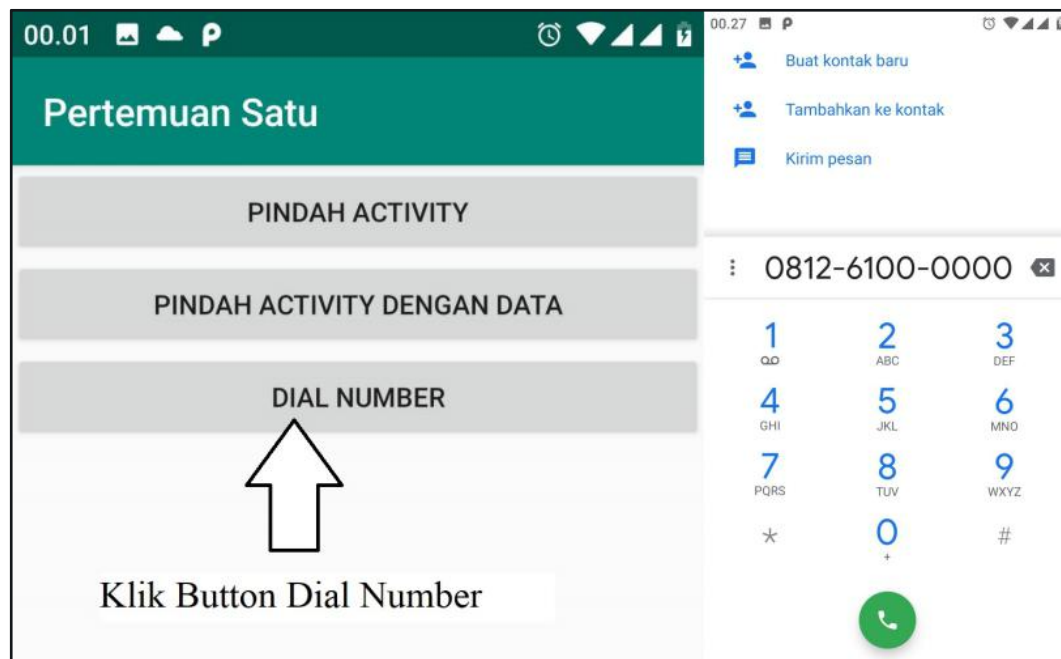 00.01
Pertemuan Satu
PINDAH ACTIVITY
PINDAH ACTIVITY DENGAN DATA
DIAL NUMBER
Klik Button Dial Number
00.27
Buat kontak baru
Tambahkan ke kontak
Kirim pesan
0812-6100-0000
1 2 3
ABC DEF
4 5 6
GHI JKL MNO
7 8 9
PQRS TUV WXYZ
* 0 #
+